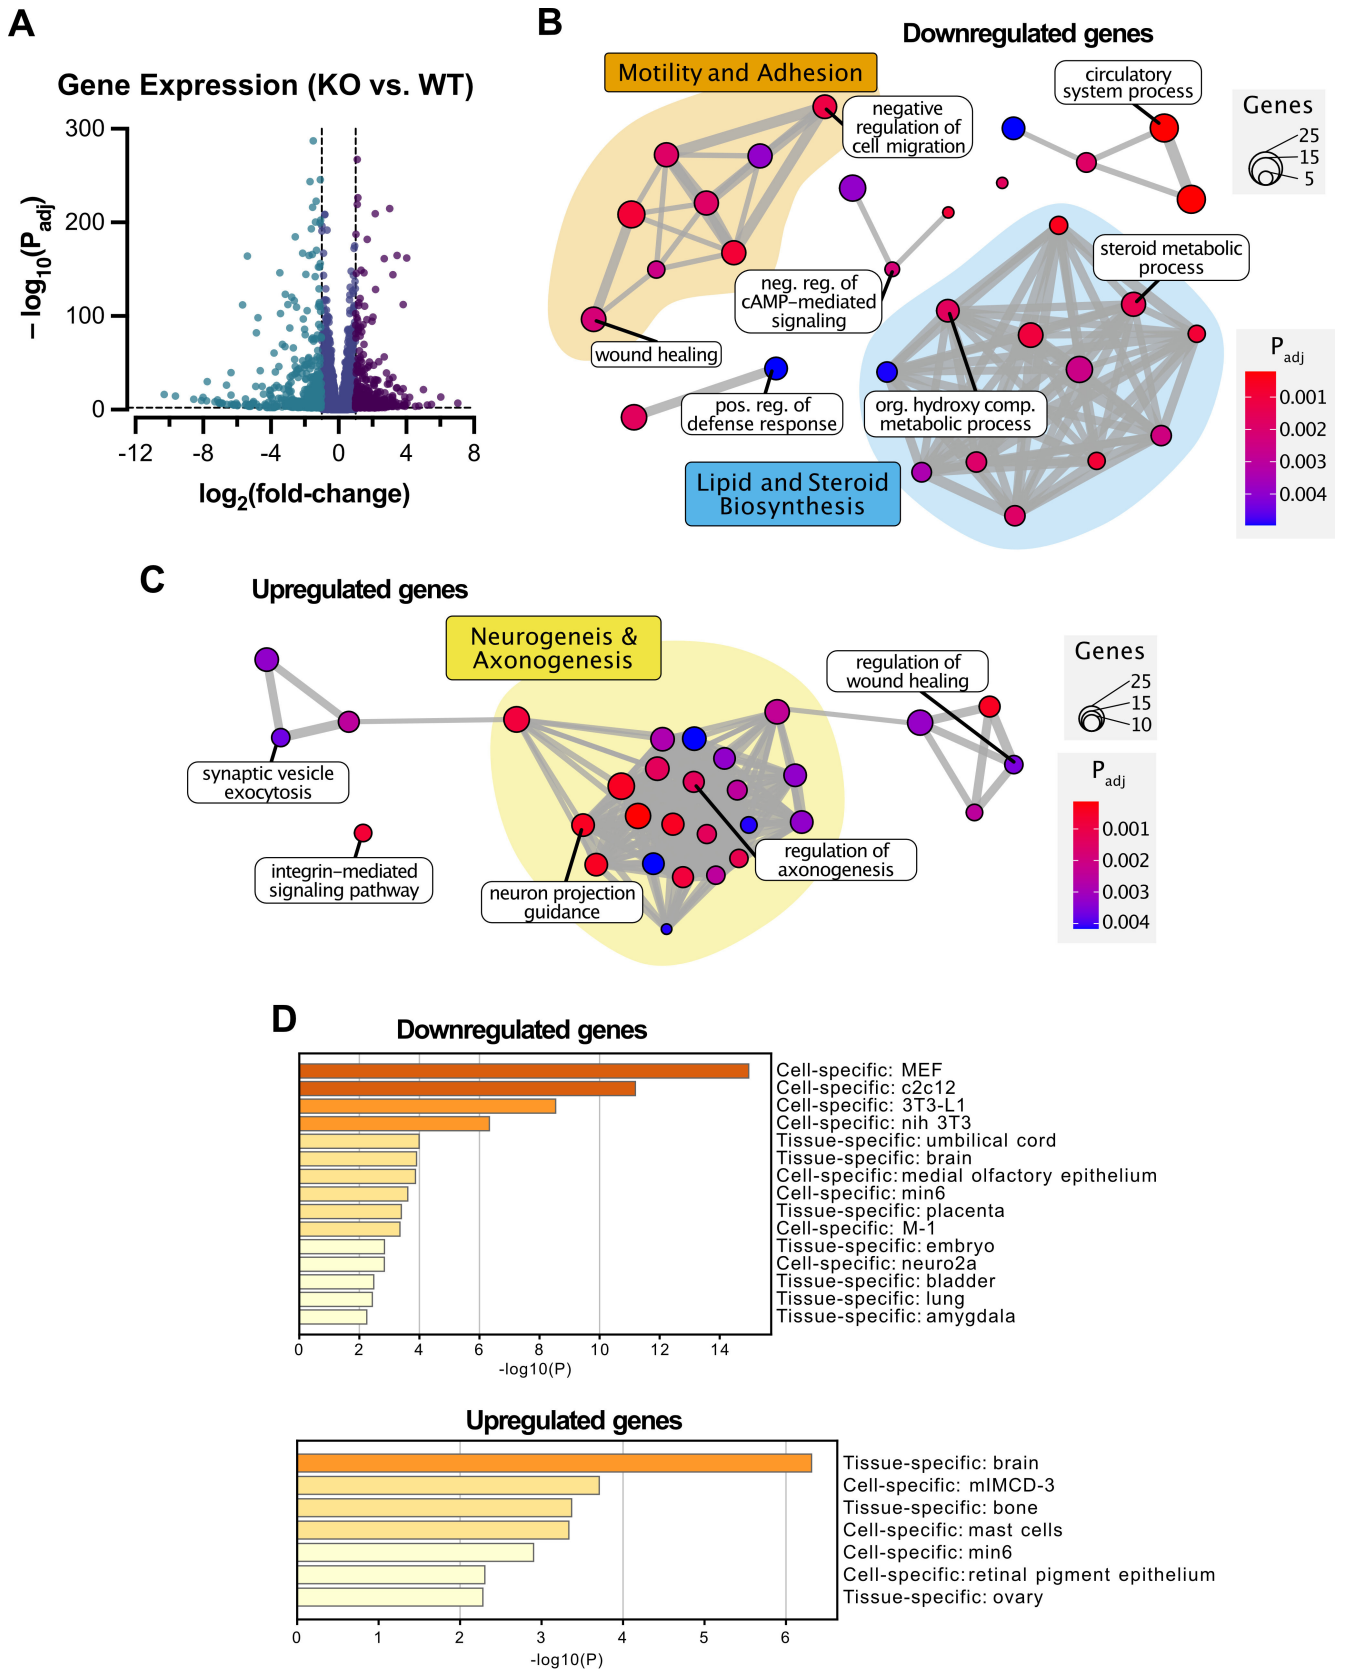 A
Gene Expression (KO vs. WT)
– log10(Padj)
300
200
100
0
-12 -8 -4 0 4 8
log2(fold-change)
B
Downregulated genes
Motility and Adhesion
negative
regulation of
cell migration
circulatory
system process
Genes
25
15
5
steroid metabolic
process
neg. reg. of
cAMP–mediated
signaling
wound healing
pos. reg. of
defense response
org. hydroxy comp.
metabolic process
Lipid and Steroid
Biosynthesis
Padj
0.001
0.002
0.003
0.004
C
Upregulated genes
Neurogeneis &
Axonogenesis
regulation of
wound healing
Genes
25
15
10
synaptic vesicle
exocytosis
integrin–mediated
signaling pathway
neuron projection
guidance
regulation of
axonogenesis
Padj
0.001
0.002
0.003
0.004
D
Downregulated genes
Cell-specific: MEF
Cell-specific: c2c12
Cell-specific: 3T3-L1
Cell-specific: nih 3T3
Tissue-specific: umbilical cord
Tissue-specific: brain
Cell-specific: medial olfactory epithelium
Cell-specific: min6
Tissue-specific: placenta
Cell-specific: M-1
Tissue-specific: embryo
Cell-specific: neuro2a
Tissue-specific: bladder
Tissue-specific: lung
Tissue-specific: amygdala
0 2 4 6 8 10 12 14
-log10(P)
Upregulated genes
Tissue-specific: brain
Cell-specific: mIMCD-3
Tissue-specific: bone
Cell-specific: mast cells
Cell-specific: min6
Cell-specific: retinal pigment epithelium
Tissue-specific: ovary
0 1 2 3 4 5 6
-log10(P)